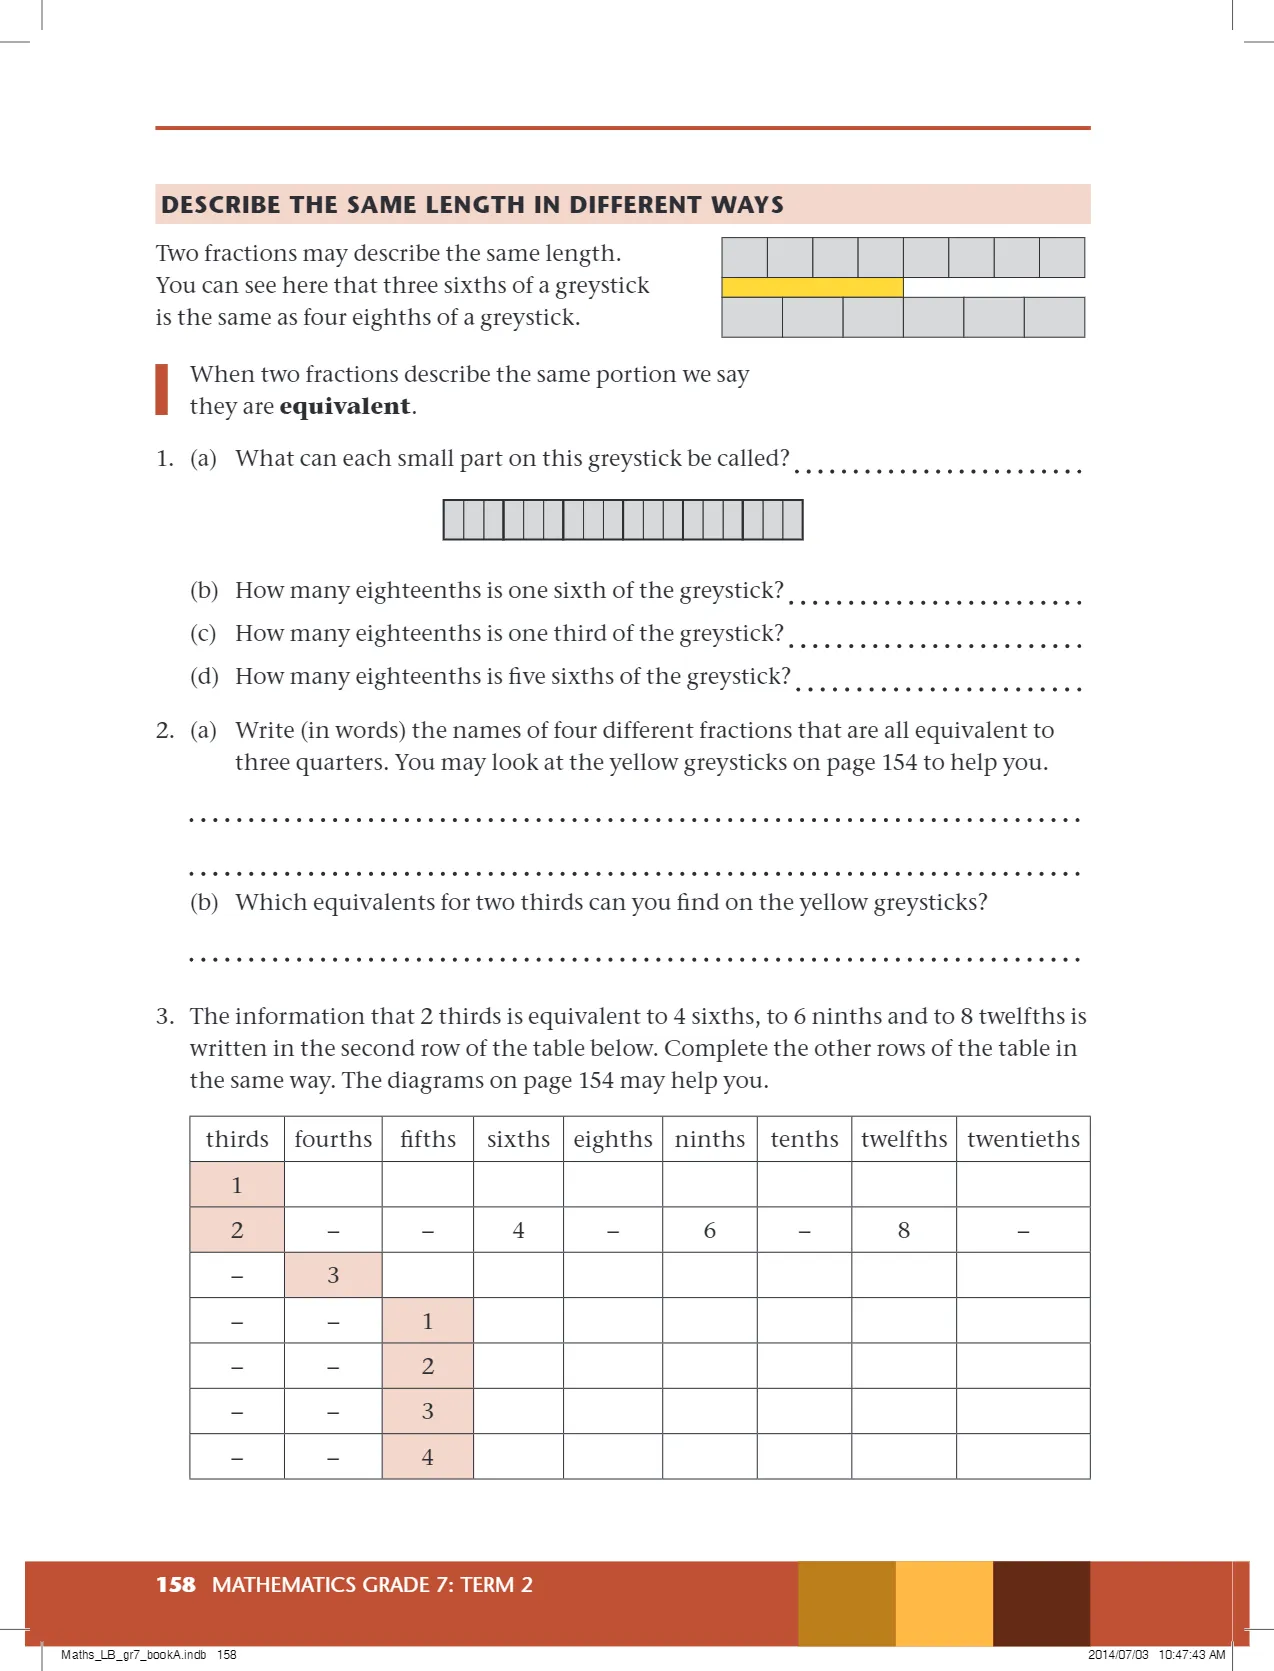 DESCRIBE THE SAME LENGTH IN DIFFERENT WAYS
Two fractions may describe the same length.
You can see here that three sixths of a greystick
is the same as four eighths of a greystick.
When two fractions describe the same portion we say
they are equivalent.
1. (a) What can each small part on this greystick be called?
(b) How many eighteenths is one sixth of the greystick?
(c) How many eighteenths is one third of the greystick?
(d) How many eighteenths is five sixths of the greystick?
2. (a) Write (in words) the names of four different fractions that are all equivalent to
three quarters. You may look at the yellow greysticks on page 154 to help you.
(b) Which equivalents for two thirds can you find on the yellow greysticks?
3. The information that 2 thirds is equivalent to 4 sixths, to 6 ninths and to 8 twelfths is
written in the second row of the table below. Complete the other rows of the table in
the same way. The diagrams on page 154 may help you.
thirds fourths fifths sixths eighths ninths tenths twelfths twentieths
1
2 – – 4 – 6 – 8 –
– 3
– – 1
– – 2
– – 3
– – 4
158 MATHEMATICS GRADE 7: TERM 2
Maths_LB_gr7_bookA.indb 158 2014/07/03 10:47:43 AM